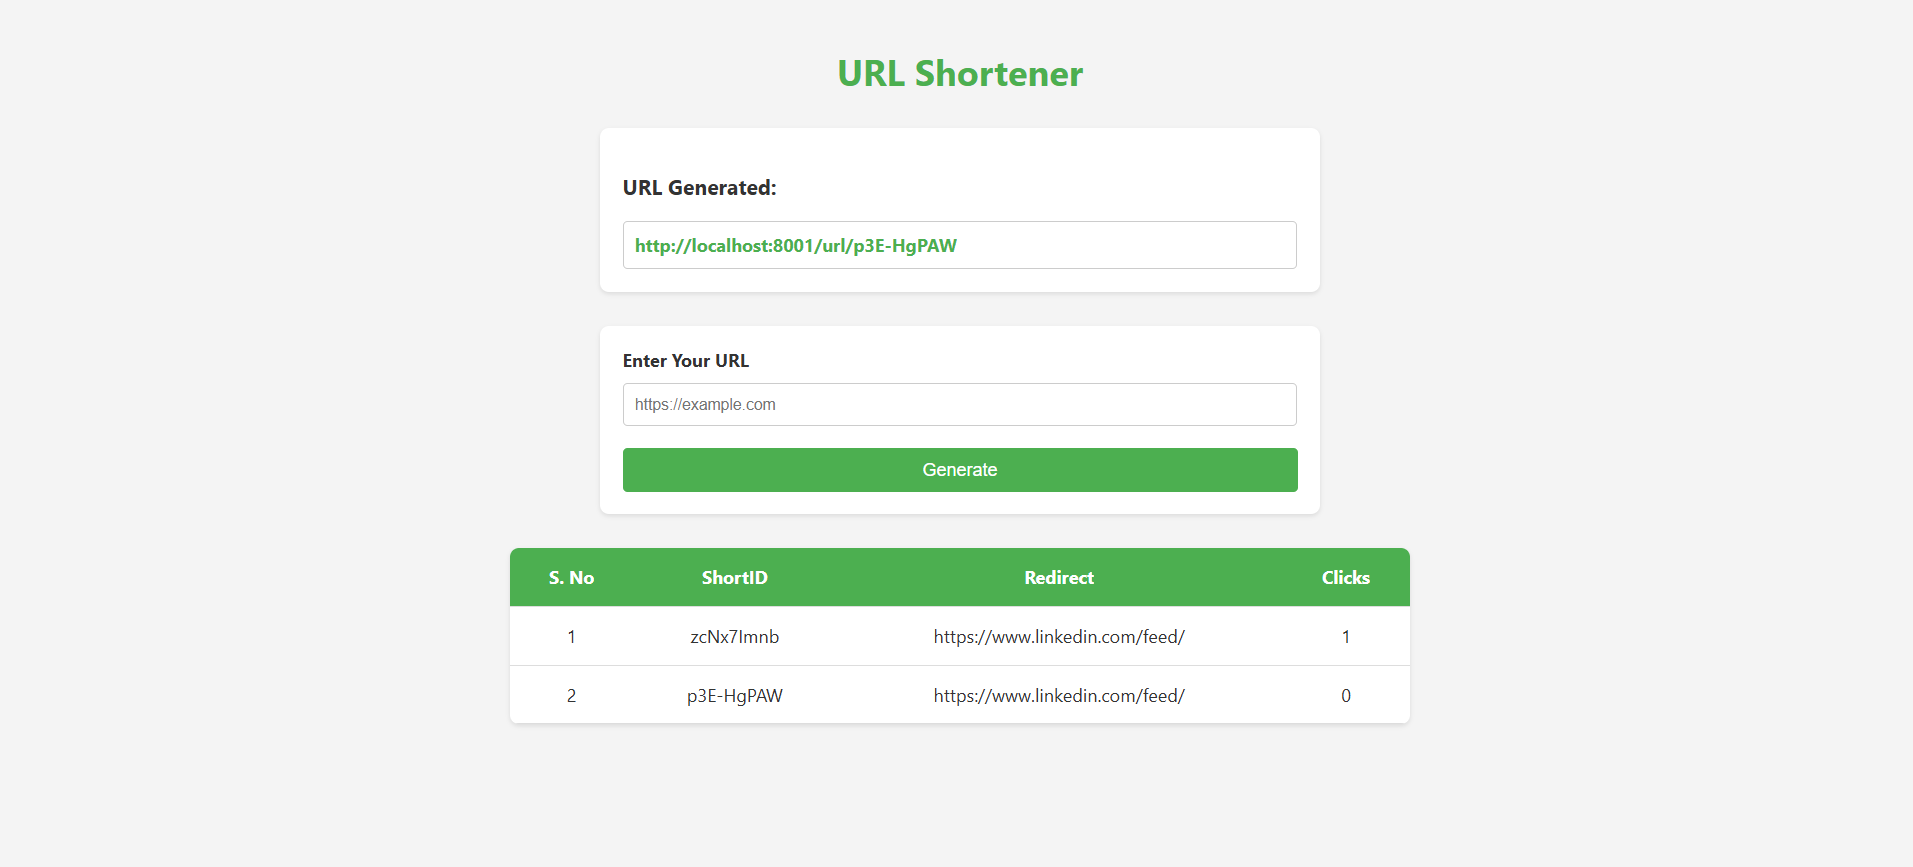 URL Shortener
URL Generated:
http://localhost:8001/url/p3E-HgPAW
Enter Your URL
https://example.com
Generate
S. No ShortID Redirect Clicks
1 zcNx7Imnb https://www.linkedin.com/feed/ 1
2 p3E-HgPAW https://www.linkedin.com/feed/ 0